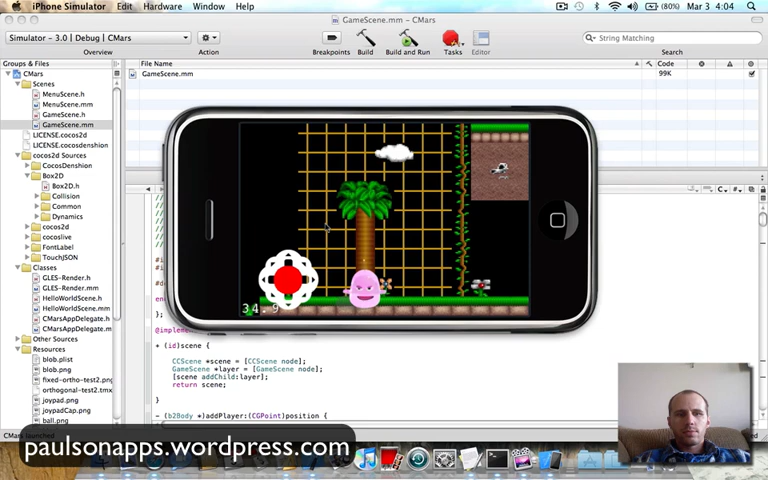 iPhone Simulator File Edit Hardware Window Help (80%) Mar 3 4:04
GameScene.mm
Simulator - 3.0 | Debug | CMars
String Matching
Overview Action Breakpoints Build Build and Run Tasks Editor Search
Groups & Files
File Name Code
CMars
GameScene.mm 99K
Scenes
MenuScene.h
MenuScene.mm
GameScene.h
GameScene.mm
LICENSE.cocos2d
LICENSE.cocosdenshion
cocos2d Sources
CocosDenshion
Box2D
Box2D.h
Collision
Common
Dynamics
cocos2d
cocoslive
FontLabel
TouchJSON
Classes
GLES-Render.h
GLES-Render.mm
HelloWorldScene.h
HelloWorldScene.mm
CMarsAppDelegate.h
CMarsAppDelegate.m
Other Sources
Resources
blob.plist
blob.png
fixed-ortho-test2.png
orthogonal-test2.tmx
joypad.png
joypadCap.png
ball.png
34.9
+ (id)scene {
CCScene *scene = [CCScene node];
GameScene *layer = [GameScene node];
[scene addChild:layer];
return scene;
}
- (b2Body *)addPlayer:(CGPoint)position {
CMars launched
paulsonapps.wordpress.com